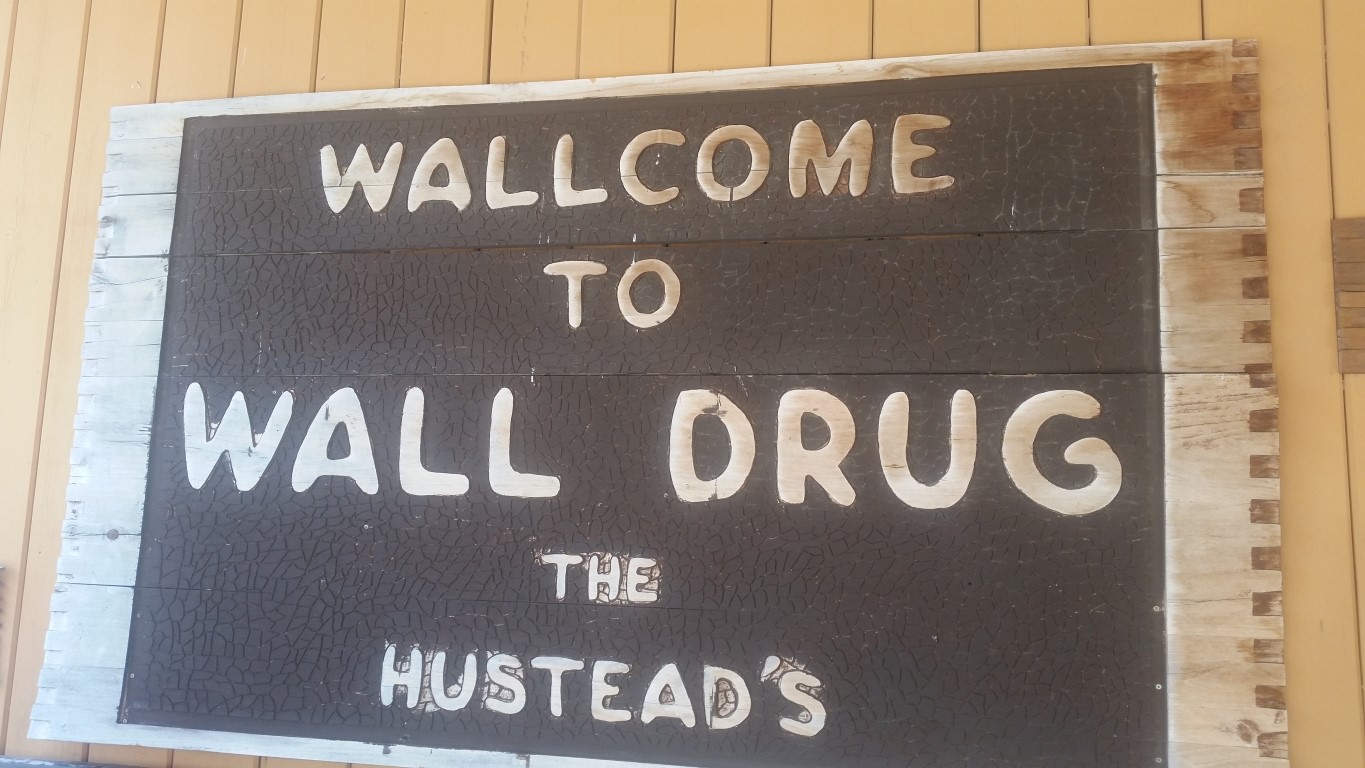 WALLCOME
TO
WALL DRUG
THE
HUSTEAD'S